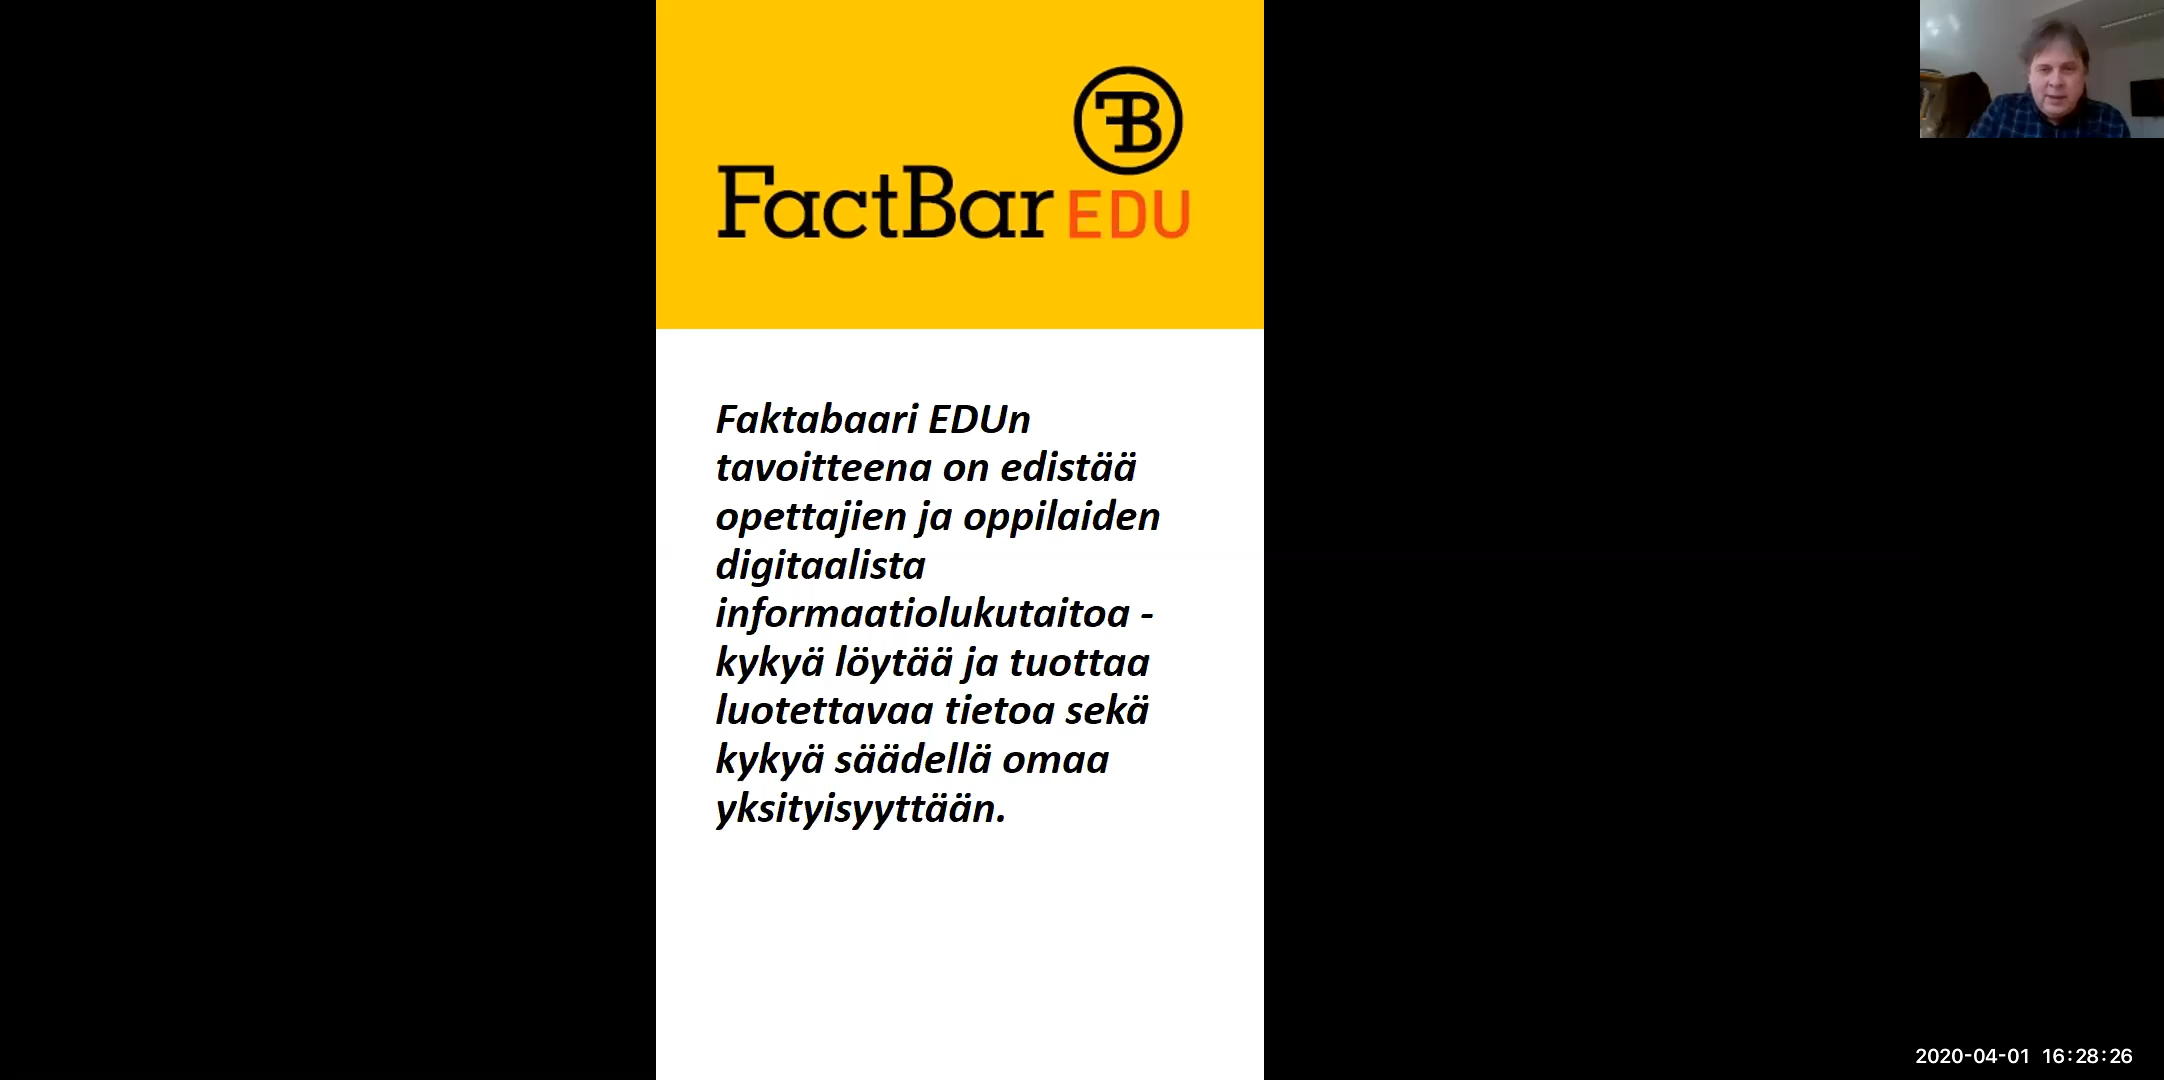 FB
FactBar EDU
Faktabaari EDUn
tavoitteena on edistää
opettajien ja oppilaiden
digitaalista
informaatiolukutaitoa -
kykyä löytää ja tuottaa
luotettavaa tietoa sekä
kykyä säädellä omaa
yksityisyyttään.
2020-04-01 16:28:26